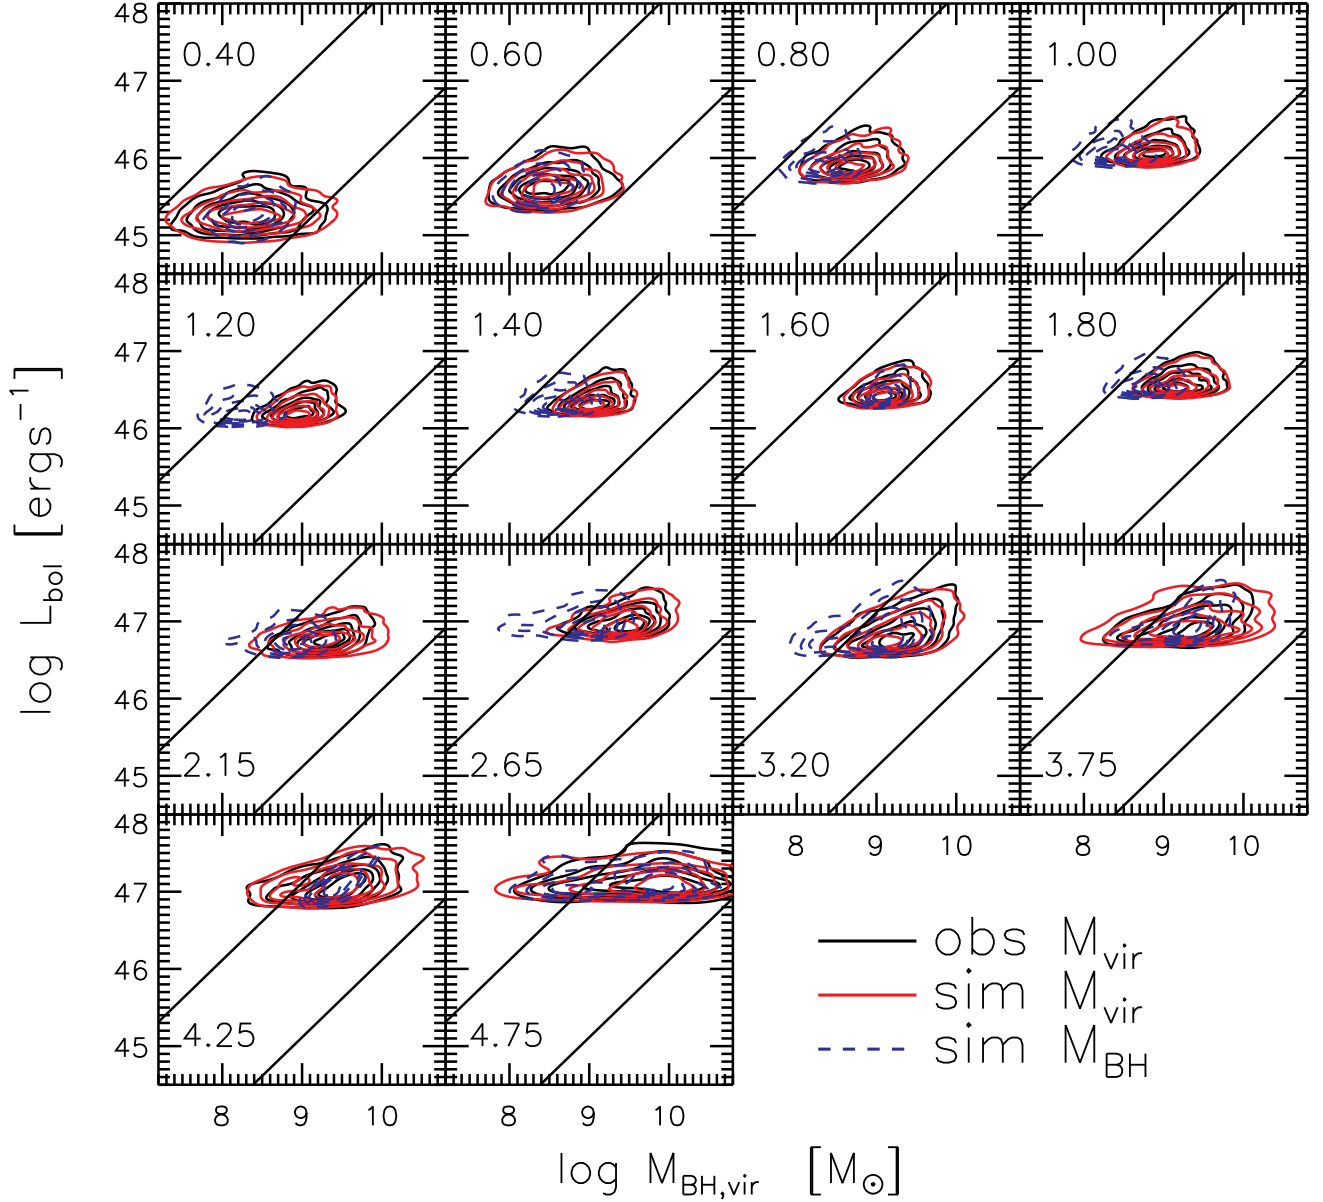 48 0.40 0.60 0.80 1.00
47
46
45
48 1.20 1.40 1.60 1.80
47
46
45
48
47
46
45 2.15 2.65 3.20 3.75
48 8 9 10 8 9 10
47
46
45 4.25 4.75
8 9 10 8 9 10
log L_bol [ergs⁻¹]
obs M_vir
sim M_vir
sim M_BH
log M_BH,vir [M_⊙]